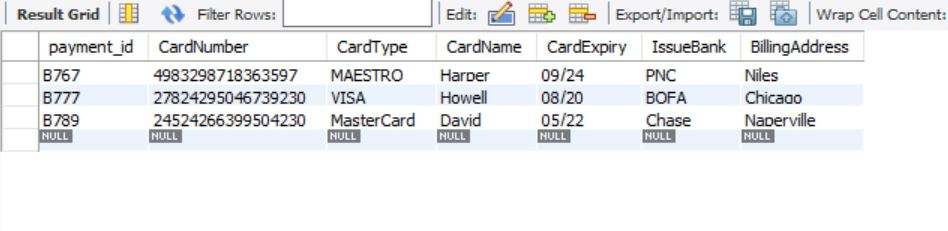 Result Grid Filter Rows: Edit: Export/Import: Wrap Cell Content:
payment_id CardNumber CardType CardName CardExpiry IssueBank BillingAddress
B767 4983298718363597 MAESTRO Harper 09/24 PNC Niles
B777 27824295046739230 VISA Howell 08/20 BOFA Chicago
B789 24524266399504230 MasterCard David 05/22 Chase Naperville
NULL NULL NULL NULL NULL NULL NULL